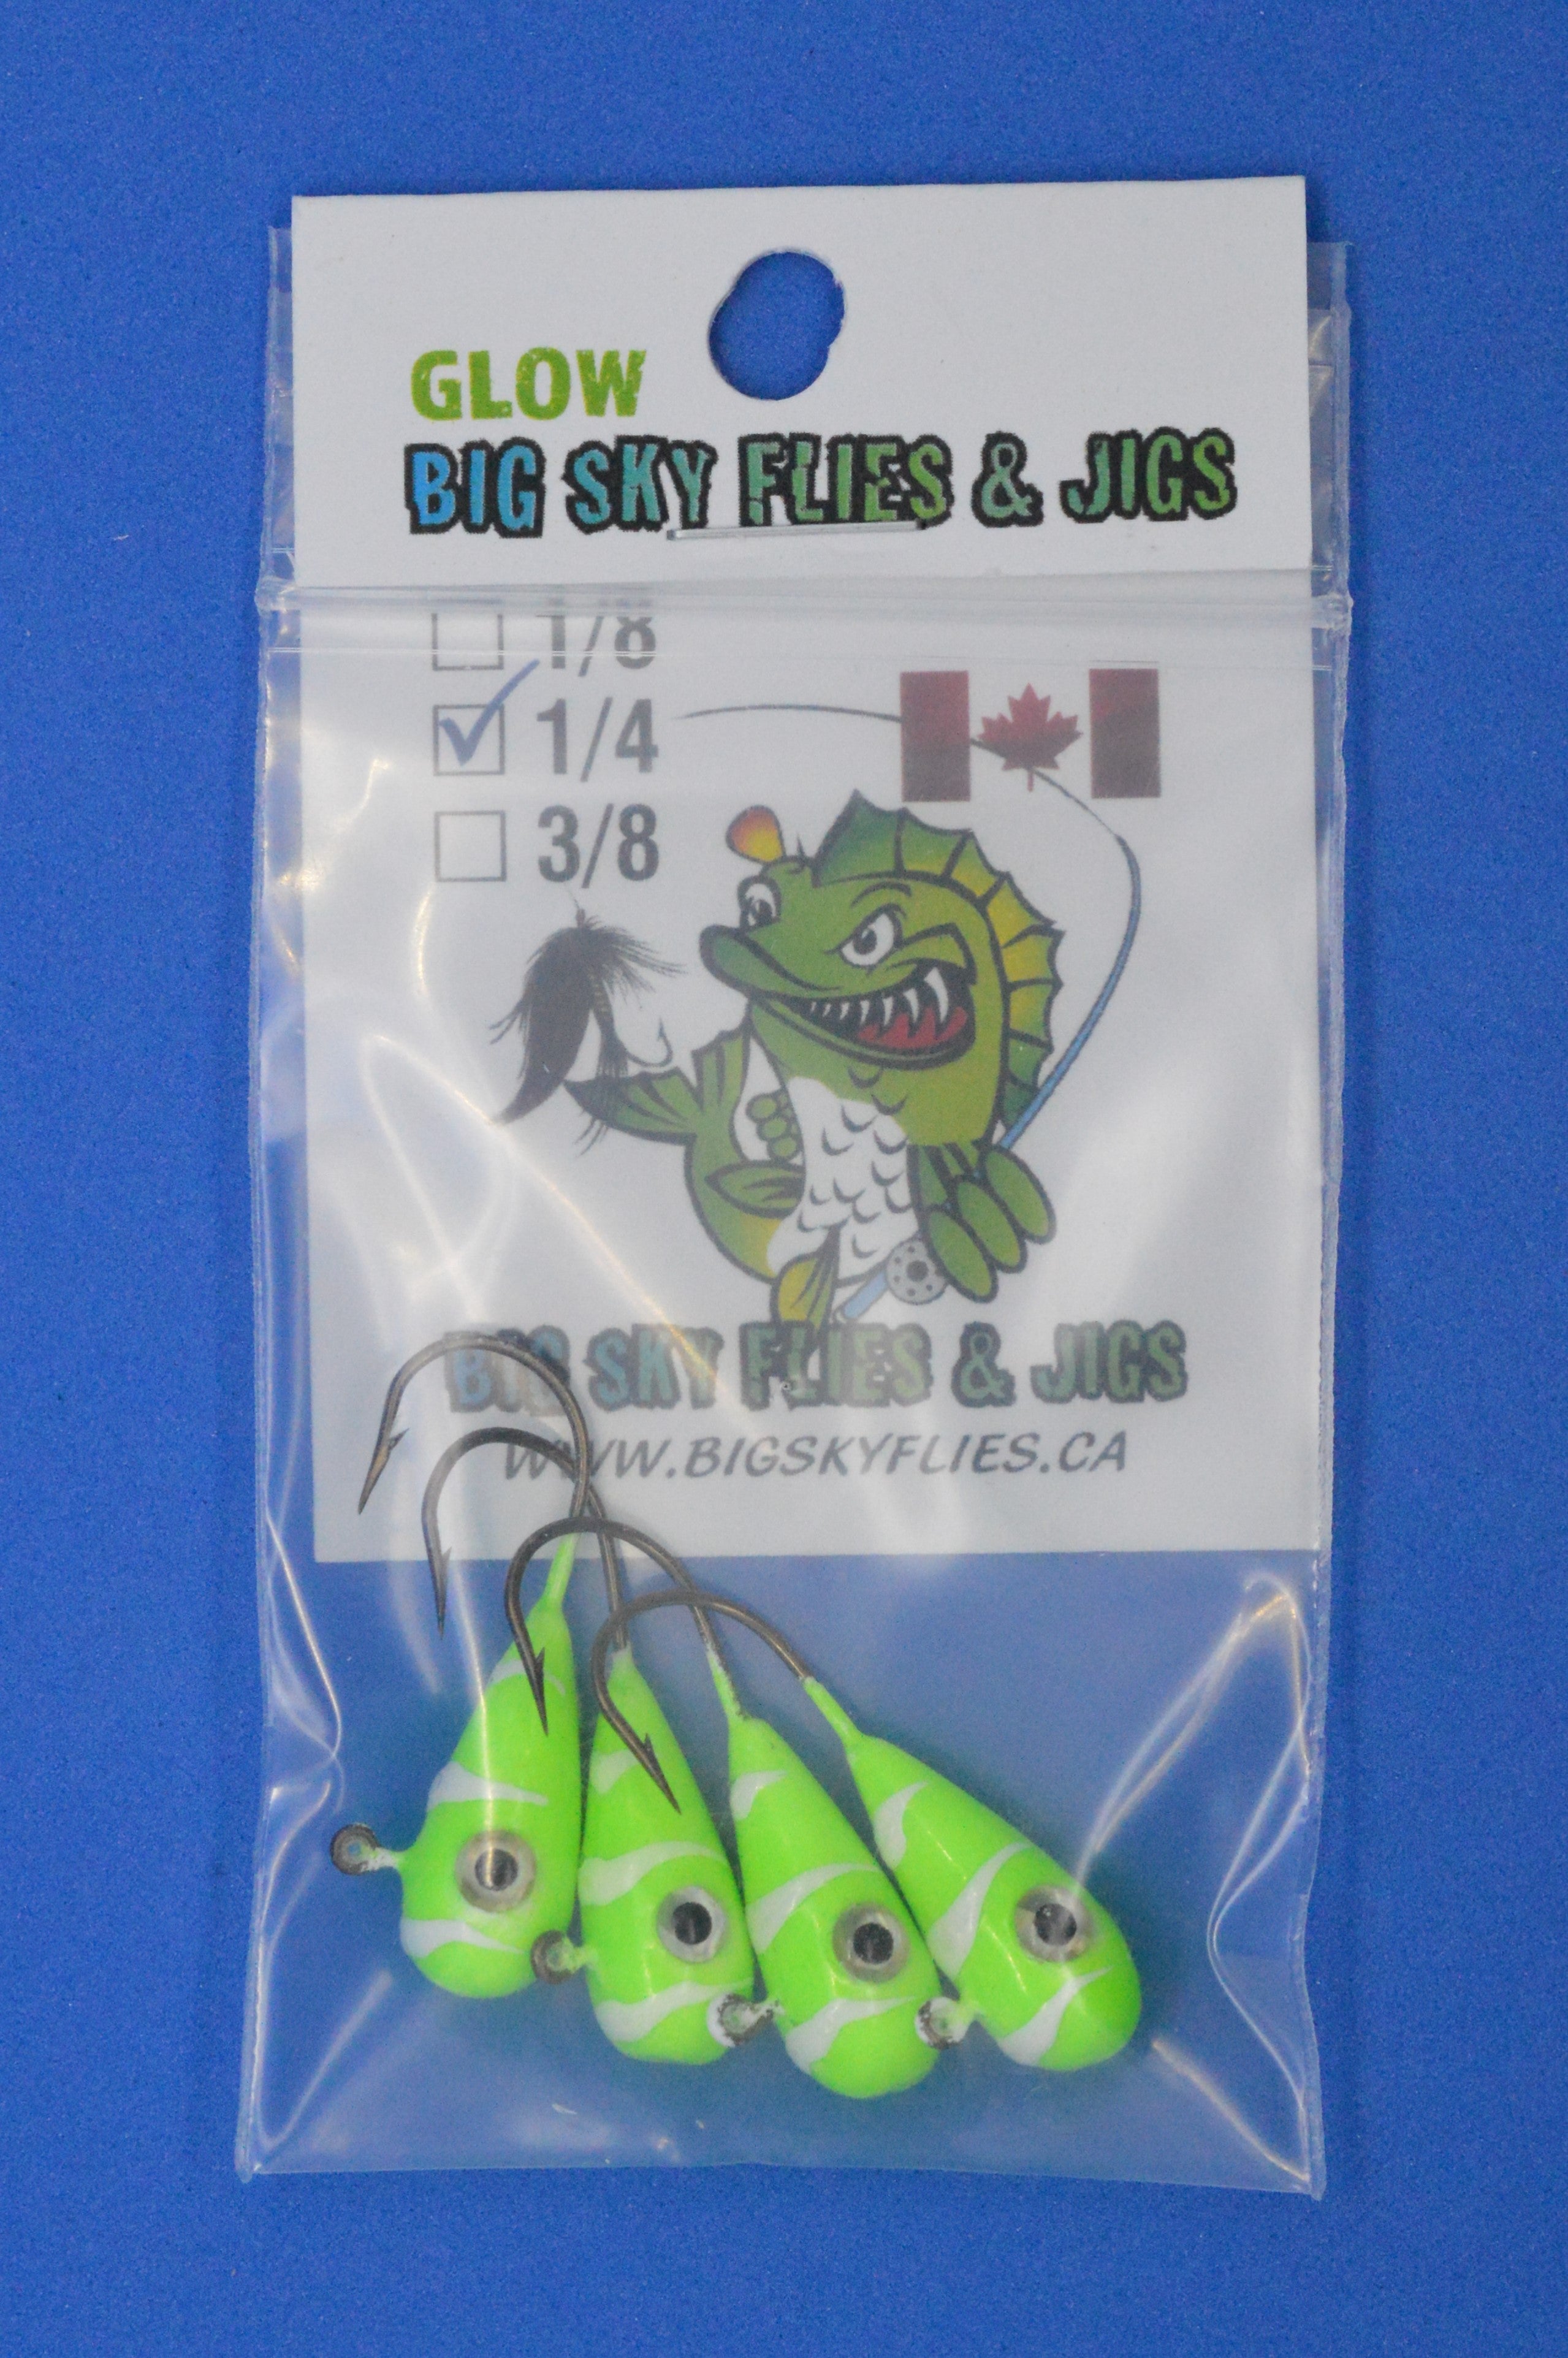 GLOW
BIG SKY FLIES & JIGS
1/8
1/4
3/8
BIG SKY FLIES & JIGS
WWW.BIGSKYFLIES.CA